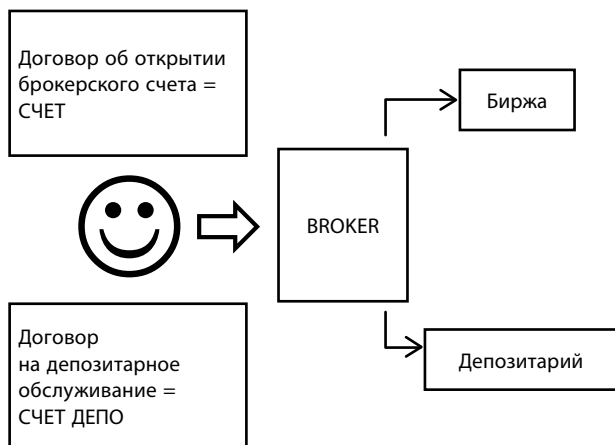 Договор об открытии
брокерского счета =
СЧЕТ
Биржа
BROKER
Договор
на депозитарное
обслуживание =
СЧЕТ ДЕПО
Депозитарий